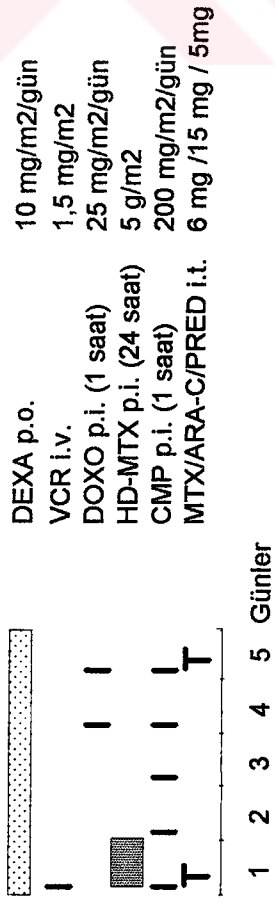 DEXA p.o. 10 mg/m2/gün
VCR i.v. 1,5 mg/m2
DOXO p.i. (1 saat) 25 mg/m2/gün
HD-MTX p.i. (24 saat) 5 g/m2
CMP p.i. (1 saat) 200 mg/m2/gün
MTX/ARA-C/PRED i.t. 6 mg /15 mg / 5mg
1 2 3 4 5 Günler